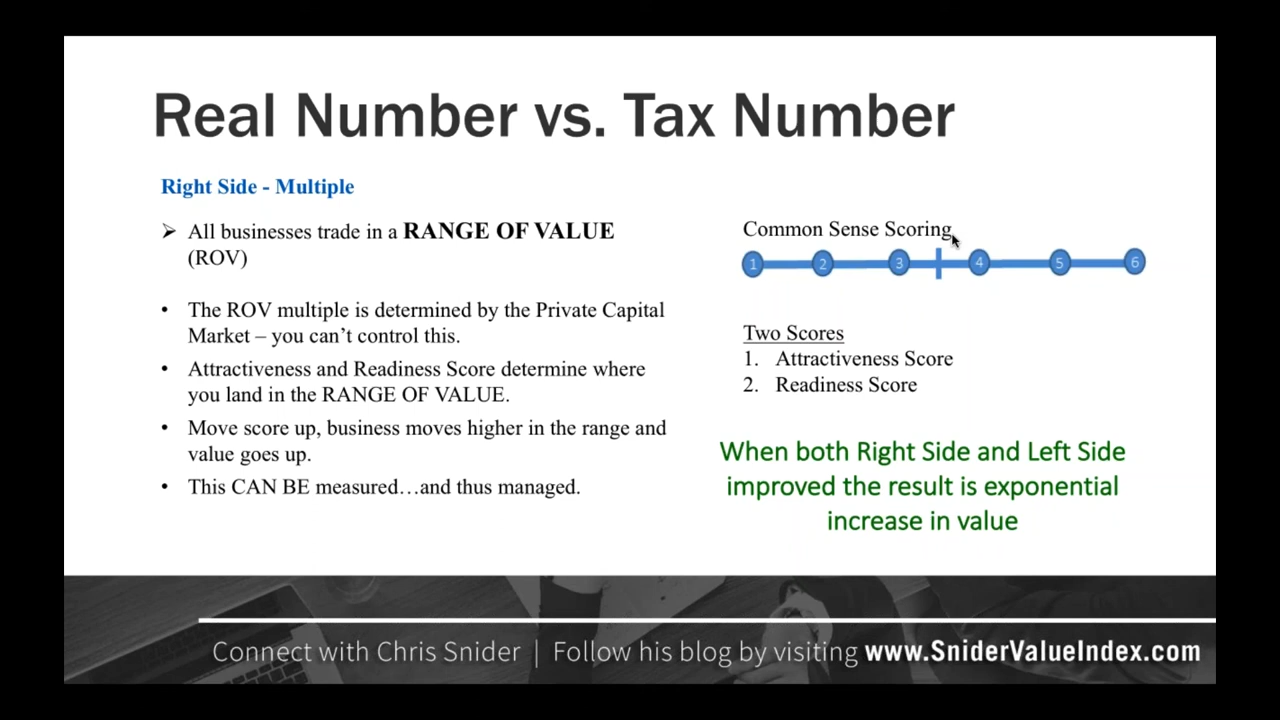 Real Number vs. Tax Number
Right Side - Multiple
➢ All businesses trade in a RANGE OF VALUE
(ROV)
• The ROV multiple is determined by the Private Capital
Market – you can’t control this.
• Attractiveness and Readiness Score determine where
you land in the RANGE OF VALUE.
• Move score up, business moves higher in the range and
value goes up.
• This CAN BE measured…and thus managed.
Common Sense Scoring
1 2 3 4 5 6
Two Scores
1. Attractiveness Score
2. Readiness Score
When both Right Side and Left Side
improved the result is exponential
increase in value
Connect with Chris Snider | Follow his blog by visiting www.SniderValueIndex.com